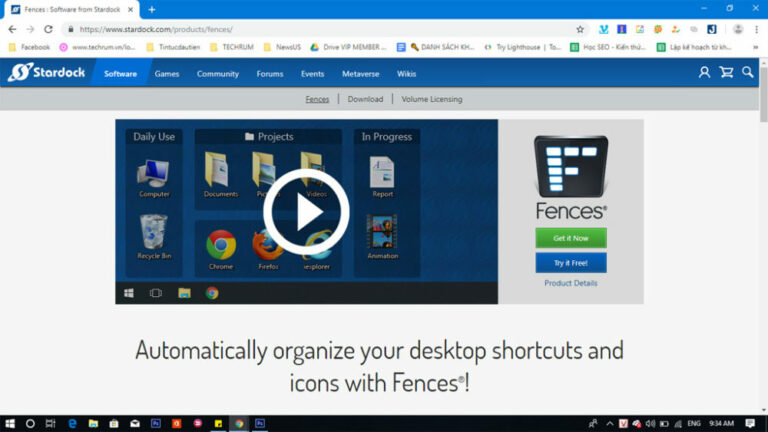 Fences : Software from Stardock
https://www.stardock.com/products/fences/
Facebook
www.techrum.vn/lo...
Tintucdautien
TECHRUM
NewsUS
Drive VIP MEMBER ...
DANH SÁCH KH...
Try Lighthouse | To...
Học SEO - Kiến thứ...
Lập kế hoạch từ kh...
Stardock
Software
Games
Community
Forums
Events
Metaverse
Wikis
Fences
Download
Volume Licensing
Daily Use
Projects
In Progress
Computer
Documents
Videos
Report
Recycle Bin
Chrome
Firefox
Animation
Fences®
Get it Now
Try it Free!
Product Details
Automatically organize your desktop shortcuts and
icons with Fences®!
ENG
9:34 AM